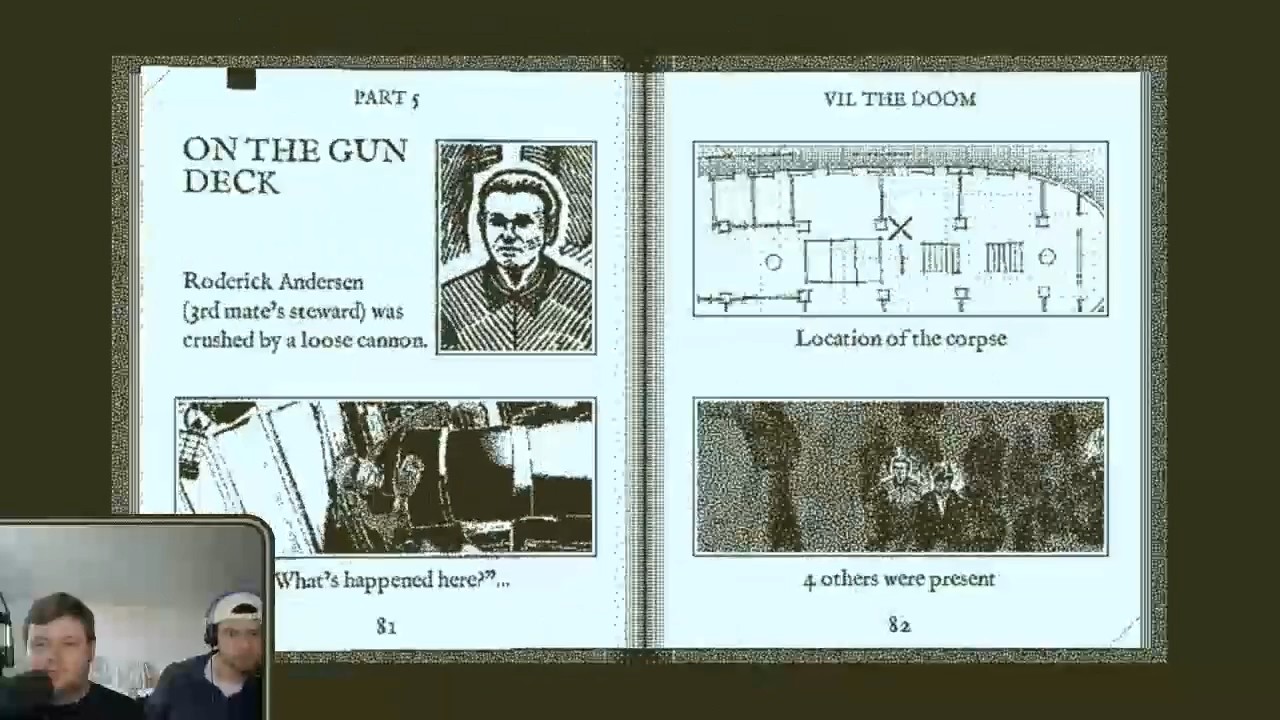 PART 5
ON THE GUN
DECK
Roderick Andersen
(3rd mate's steward) was
crushed by a loose cannon.
What's happened here?"...
81
VII. THE DOOM
Location of the corpse
4 others were present
82